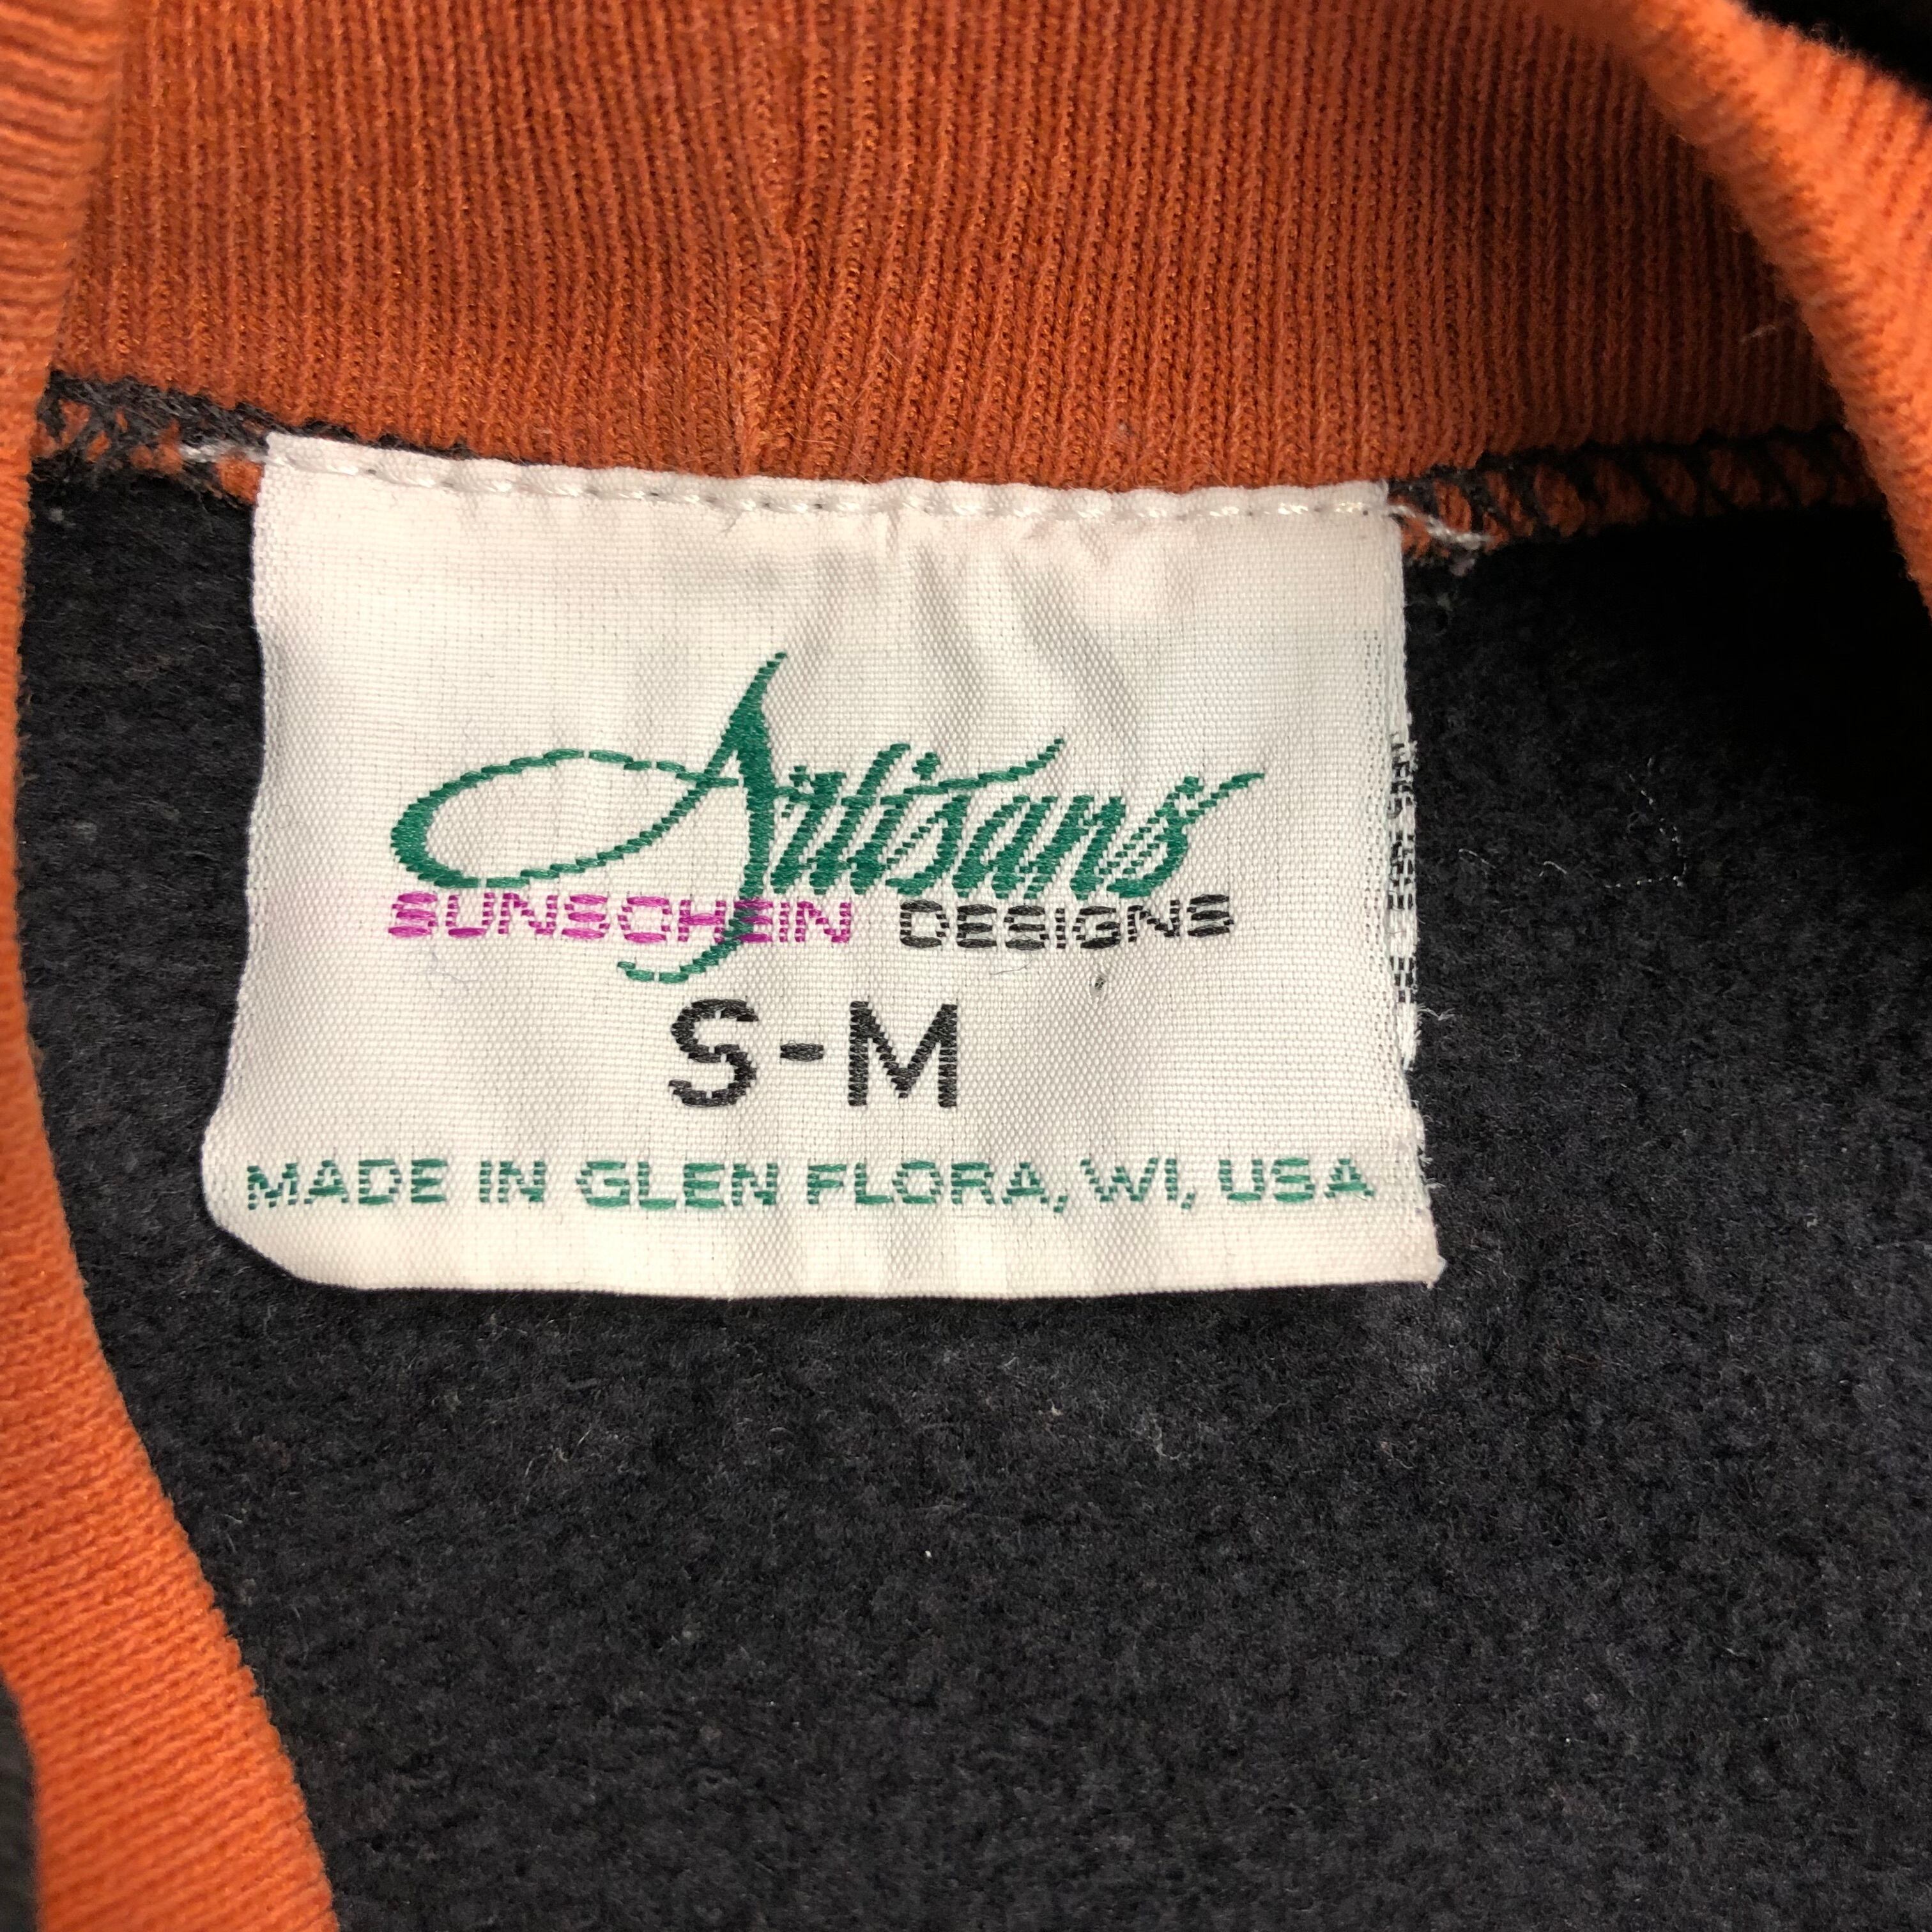 Artisans
SUNSCHEIN DESIGNS
S-M
MADE IN GLEN FLORA, WI, USA